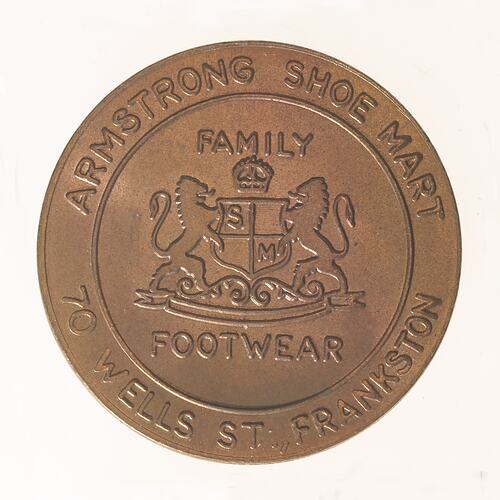 ARMSTRONG SHOE MART
FAMILY
S
M
FOOTWEAR
70 WELLS ST., FRANKSTON